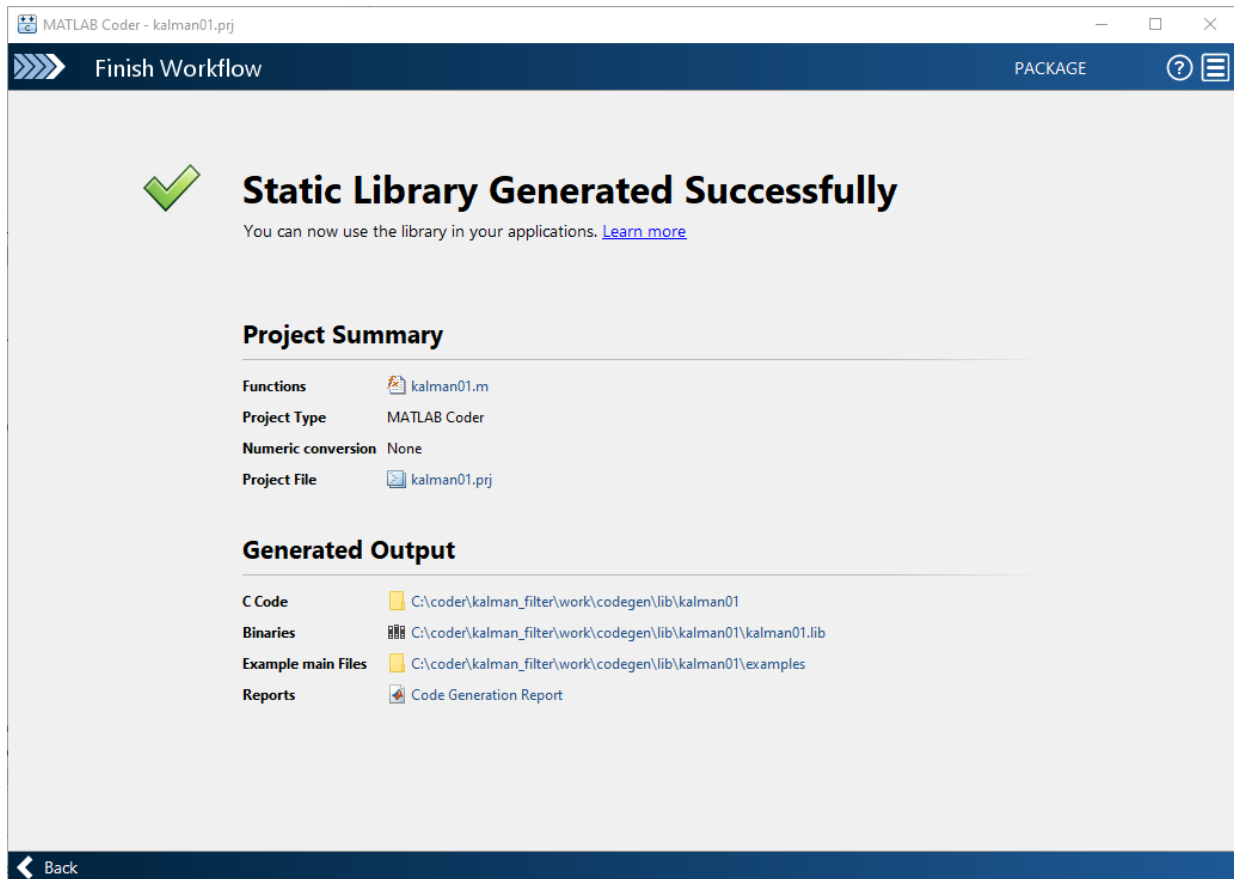 MATLAB Coder - kalman01.prj
Finish Workflow PACKAGE ?
Static Library Generated Successfully
You can now use the library in your applications. Learn more
Project Summary
Functions kalman01.m
Project Type MATLAB Coder
Numeric conversion None
Project File kalman01.prj
Generated Output
C Code C:\coder\kalman_filter\work\codegen\lib\kalman01
Binaries C:\coder\kalman_filter\work\codegen\lib\kalman01\kalman01.lib
Example main Files C:\coder\kalman_filter\work\codegen\lib\kalman01\examples
Reports Code Generation Report
Back